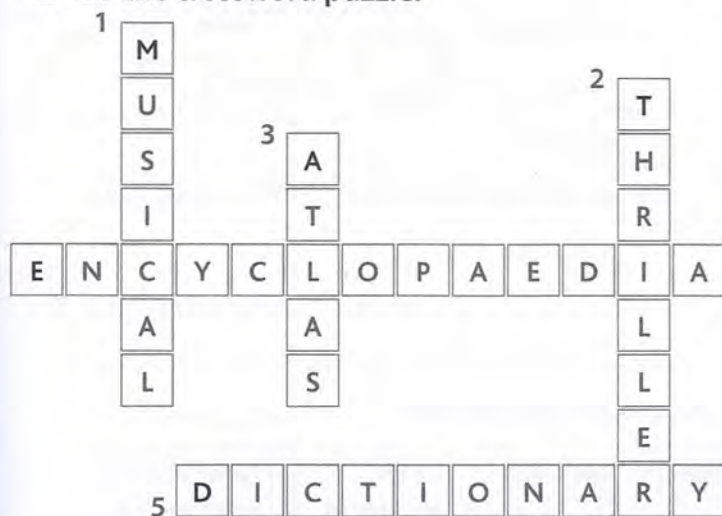 crossword puzzle.
1 M
U 2 T
S 3 A H
I T R
E N C Y C L O P A E D I A
A A L
L S L
E
5 D I C T I O N A R Y